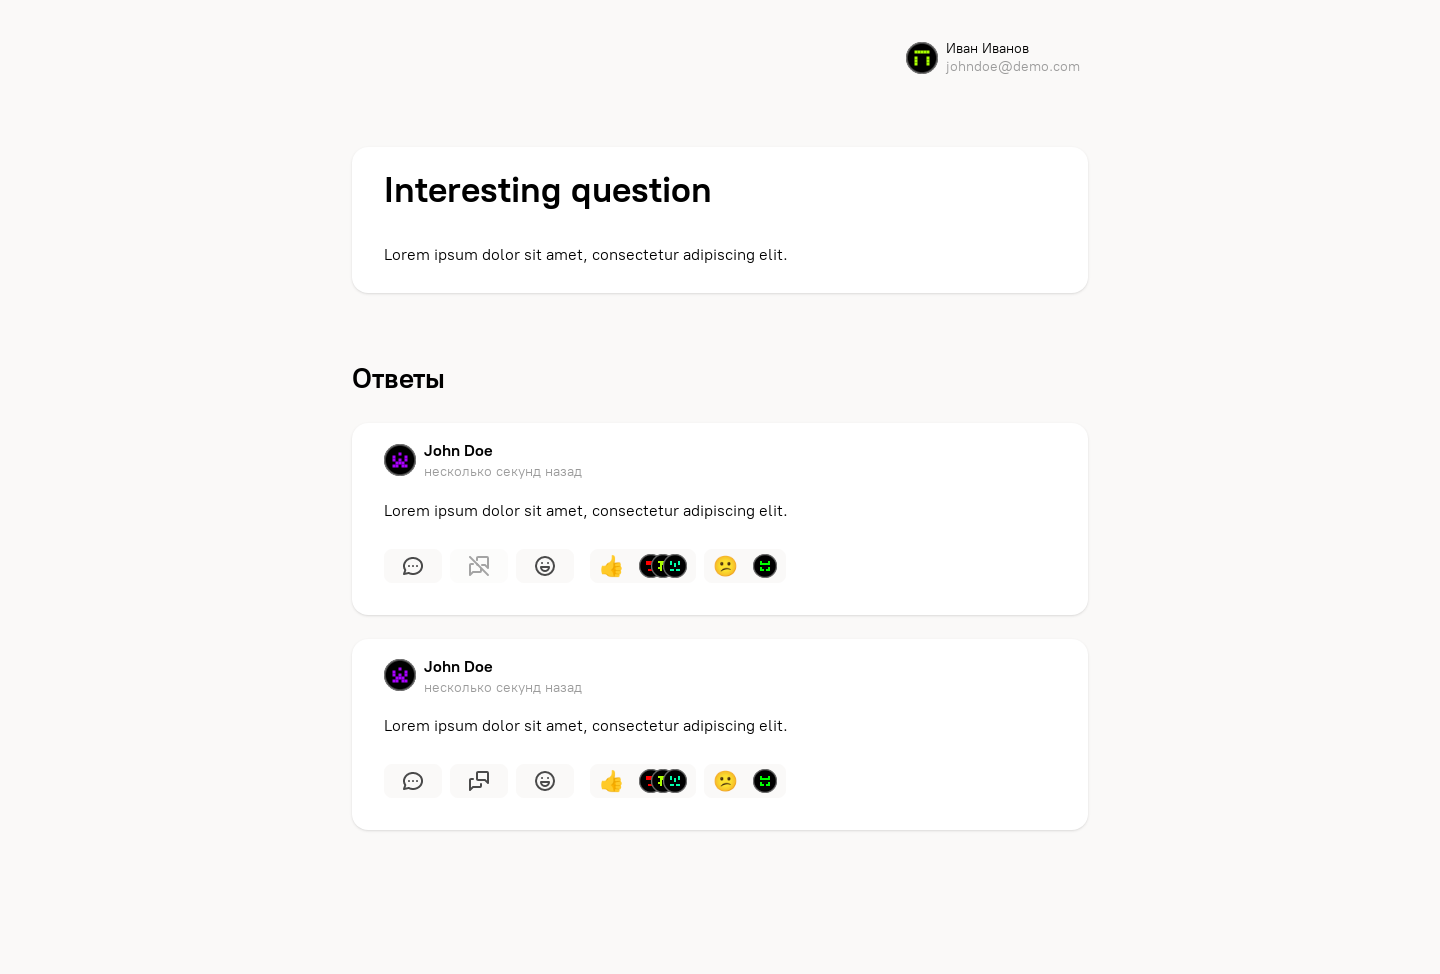 Иван Иванов
johndoe@demo.com
Interesting question
Lorem ipsum dolor sit amet, consectetur adipiscing elit.
Ответы
John Doe
несколько секунд назад
Lorem ipsum dolor sit amet, consectetur adipiscing elit.
John Doe
несколько секунд назад
Lorem ipsum dolor sit amet, consectetur adipiscing elit.